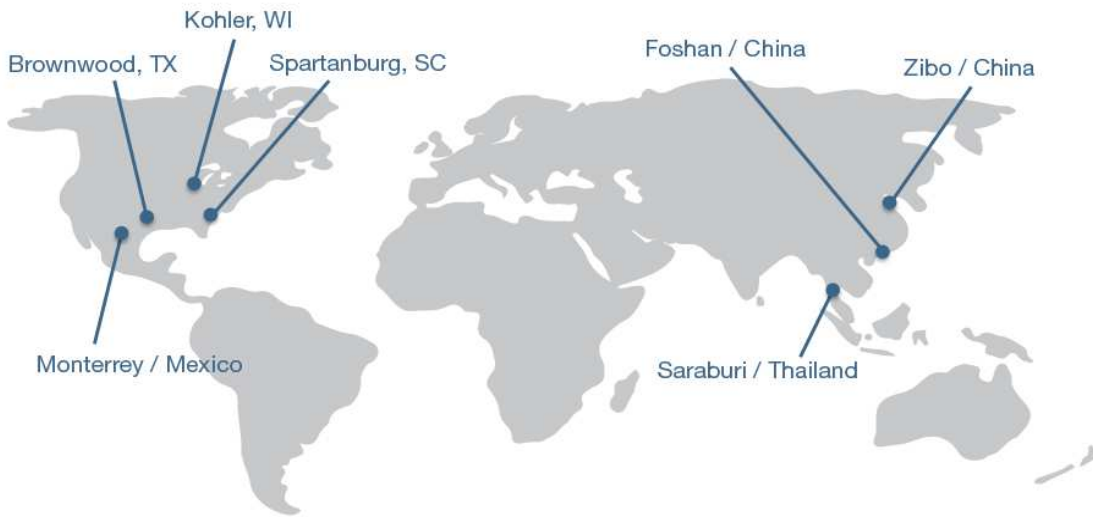 Kohler, WI
Brownwood, TX
Spartanburg, SC
Foshan / China
Zibo / China
Monterrey / Mexico
Saraburi / Thailand